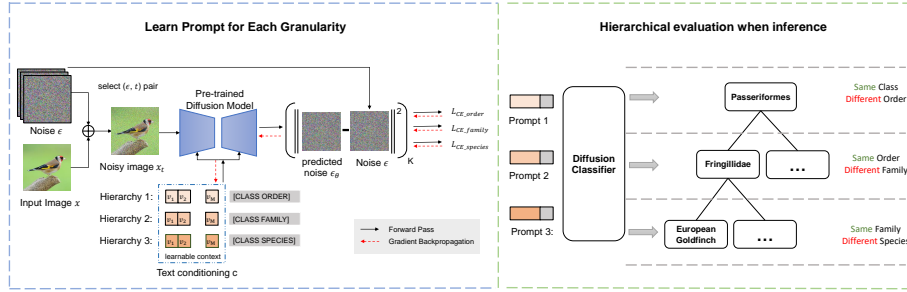 Learn Prompt for Each Granularity
select (ϵ, t) pair
Pre-trained
Diffusion Model
Noise ϵ
Noisy image x_t
Input Image x
predicted
noise ϵ_θ
Noise ϵ
2
K
L_CE_order
L_CE_family
L_CE_species
Hierarchy 1: v_1 v_2 v_M [CLASS ORDER]
Hierarchy 2: v_1 v_2 v_M [CLASS FAMILY]
Hierarchy 3: v_1 v_2 v_M [CLASS SPECIES]
learnable context
Text conditioning c
Forward Pass
Gradient Backpropagation
Hierarchical evaluation when inference
Prompt 1
Prompt 2
Prompt 3:
Diffusion
Classifier
Passeriformes
Fringillidae
...
European
Goldfinch
...
Same Class
Different Order
Same Order
Different Family
Same Family
Different Species